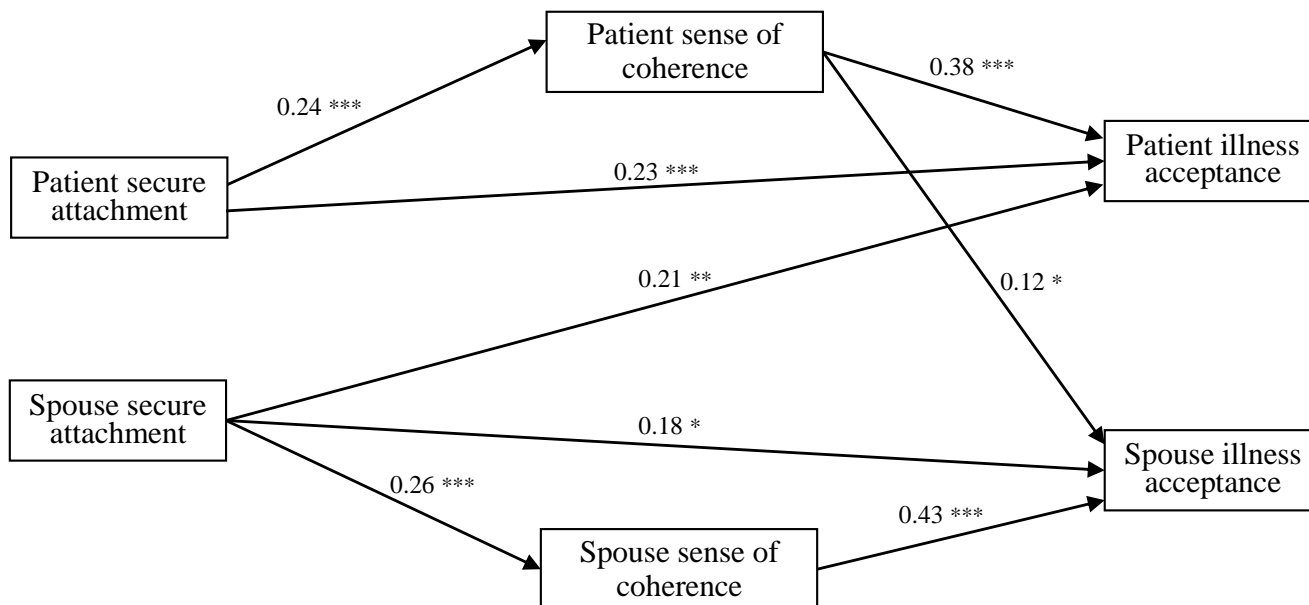 Patient sense of
coherence
0.38 ***
0.24 ***
Patient illness
acceptance
Patient secure
attachment
0.23 ***
0.21 **
0.12 *
Spouse secure
attachment
0.18 *
Spouse illness
acceptance
0.26 ***
0.43 ***
Spouse sense of
coherence